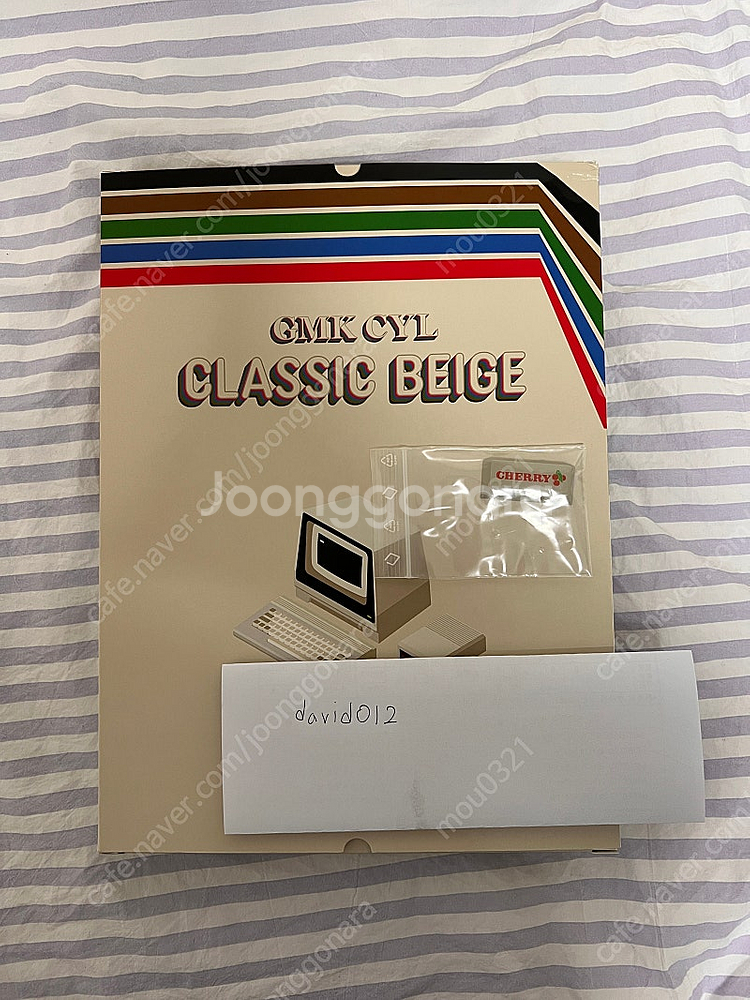 GMK CYL
CLASSIC BEIGE
CHERRY
Joonggonara
david012
cafe.naver.com/joonggonara
mou0321